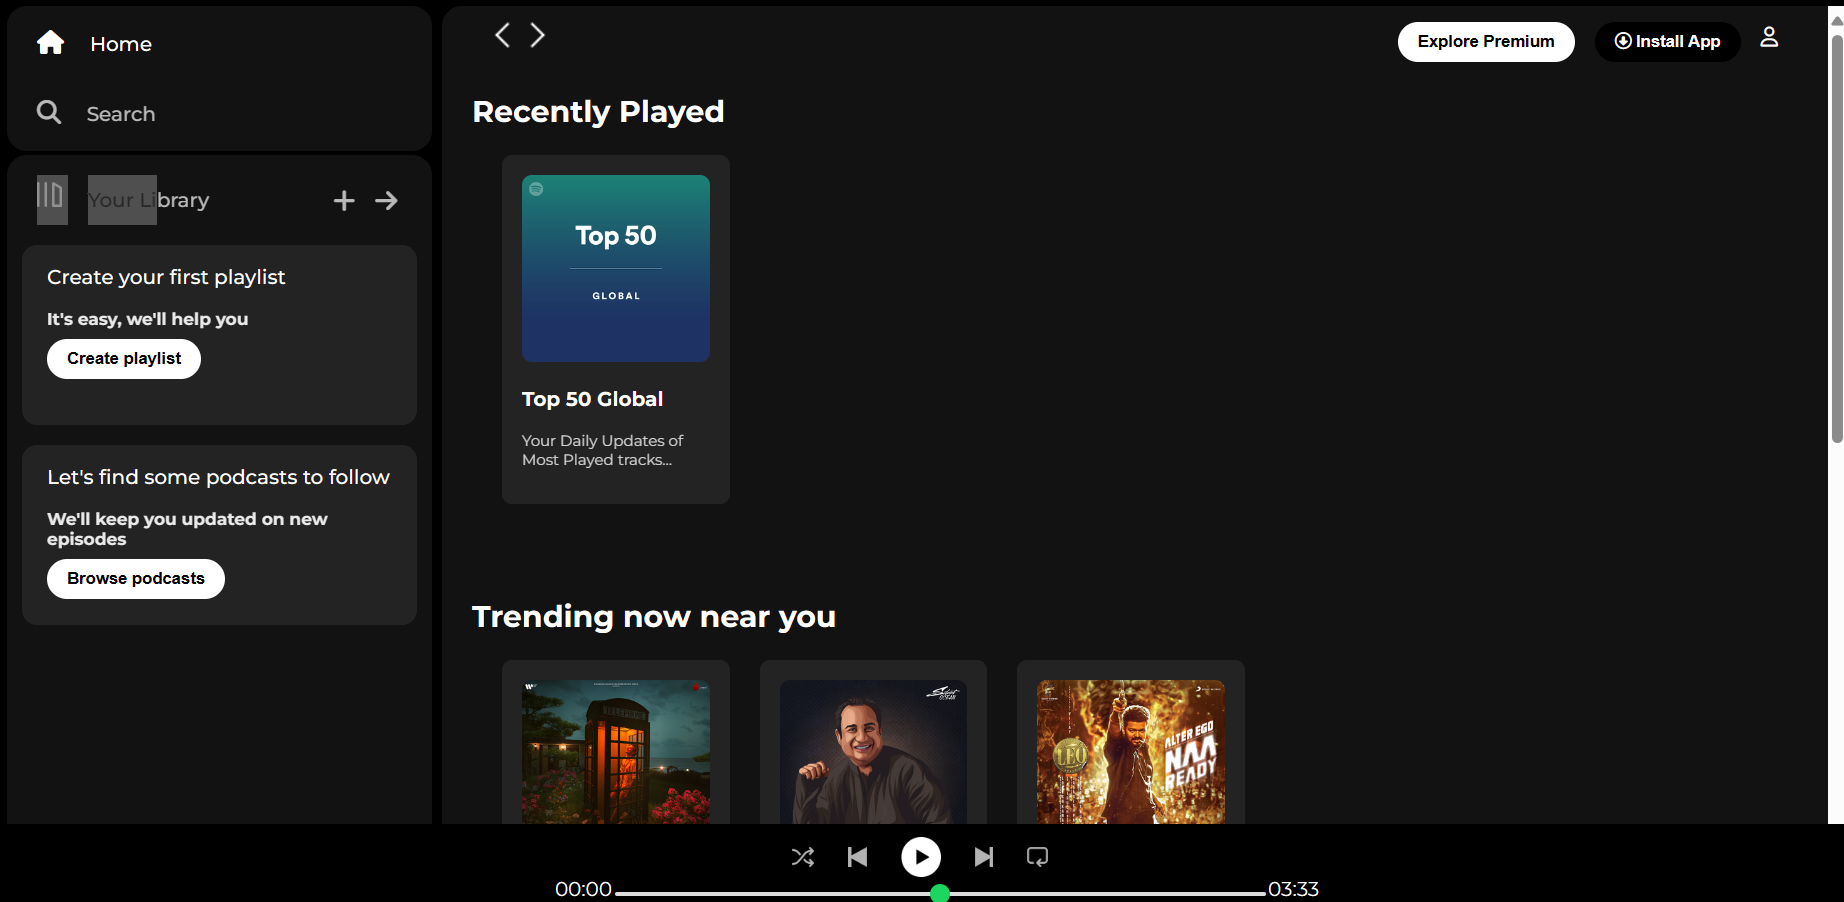 Home
Search
Your Library
Create your first playlist
It's easy, we'll help you
Create playlist
Let's find some podcasts to follow
We'll keep you updated on new
episodes
Browse podcasts
Explore Premium
Install App
Recently Played
Top 50
GLOBAL
Top 50 Global
Your Daily Updates of
Most Played tracks...
Trending now near you
TELEPHONE
LEO
ALTER EGO
NAA
READY
00:00
03:33